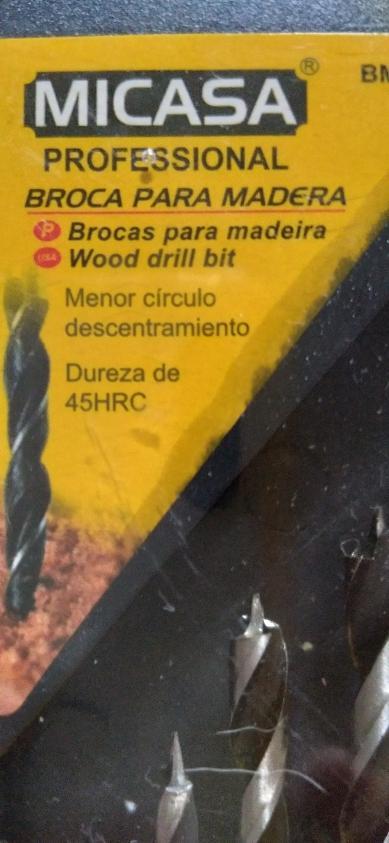 MICASA®
BM
PROFESSIONAL
BROCA PARA MADERA
P Brocas para madeira
USA Wood drill bit
Menor círculo
descentramiento
Dureza de
45HRC